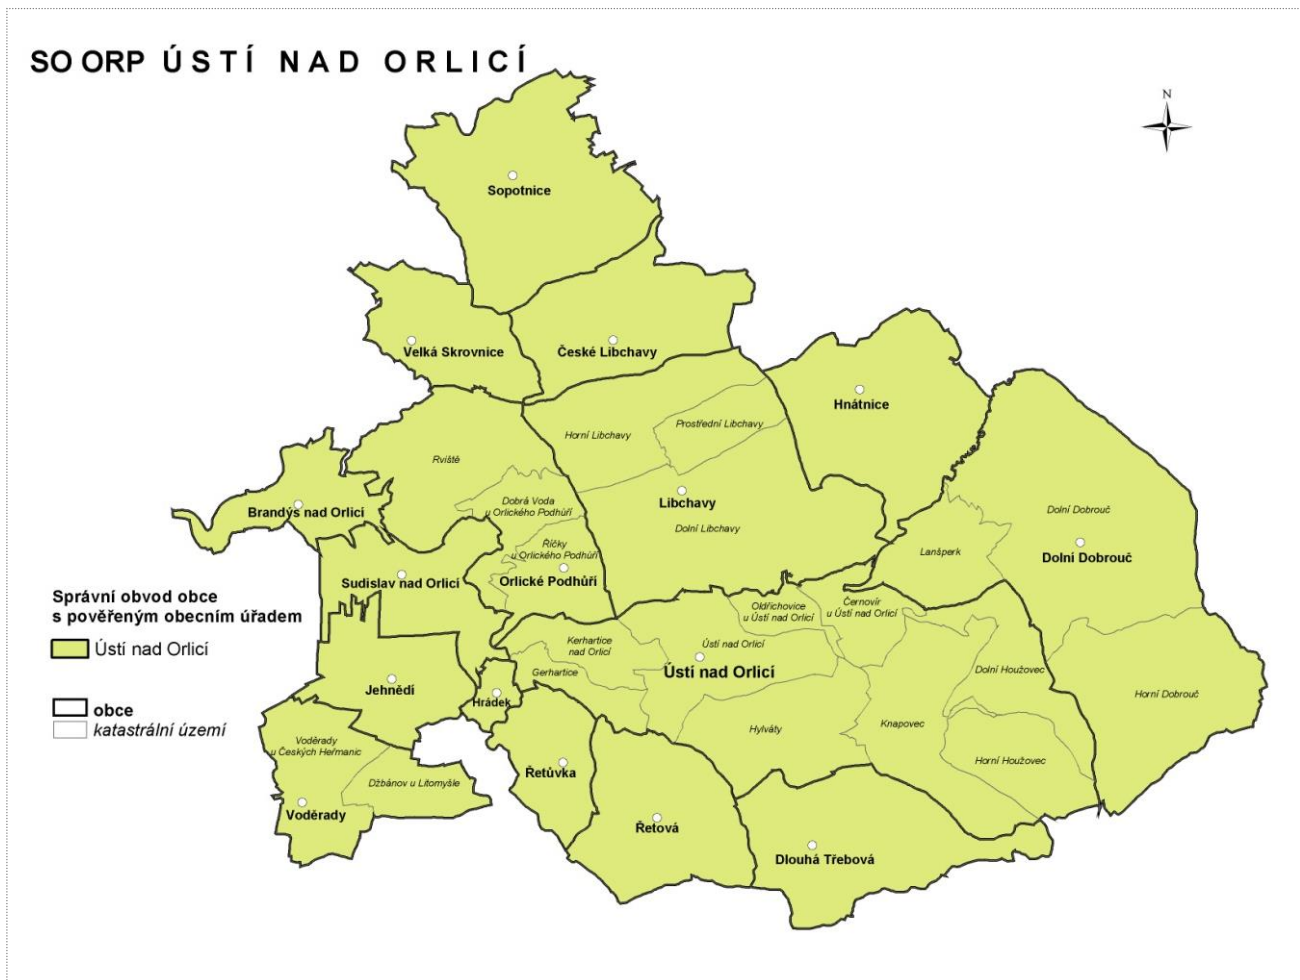 SO ORP ÚSTÍ NAD ORLICÍ
N
Sopotnice
Velká Skrovnice
České Libchavy
Hnátnice
Horní Libchavy
Prostřední Libchavy
Rviště
Libchavy
Dolní Libchavy
Dobrá Voda
u Orlického Podhůří
Brandýs nad Orlicí
Dolní Dobrouč
Dolní Dobrouč
Lanšperk
Říčky
u Orlického Podhůří
Orlické Podhůří
Sudislav nad Orlicí
Správní obvod obce
s pověřeným obecním úřadem
Ústí nad Orlicí
obce
katastrální území
Oldřichovice
u Ústí nad Orlicí
Černovír
u Ústí nad Orlicí
Kerhartice
nad Orlicí
Gerhartice
Ústí nad Orlicí
Ústí nad Orlicí
Dolní Houžovec
Horní Dobrouč
Jehnědí
Hrádek
Hylváty
Knapovec
Horní Houžovec
Voděrady
u Českých Heřmanic
Džbánov u Litomyšle
Voděrady
Řetůvka
Řetová
Dlouhá Třebová